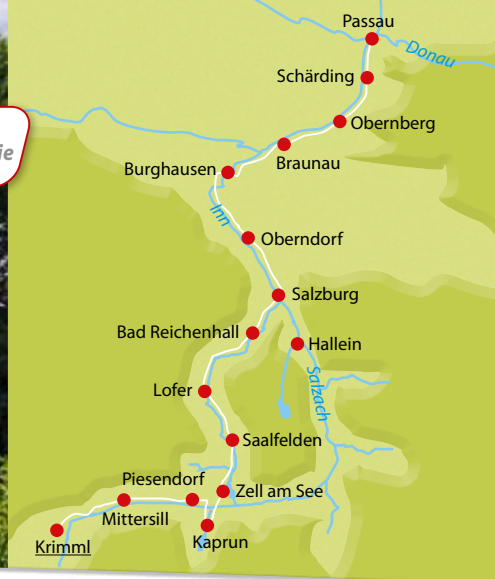 Passau
Donau
Schärding
Obernberg
ie
Braunau
Burghausen
Inn
Oberndorf
Salzburg
Bad Reichenhall
Hallein
Salzach
Lofer
Saalfelden
Piesendorf
Zell am See
Mittersill
Krimml
Kaprun